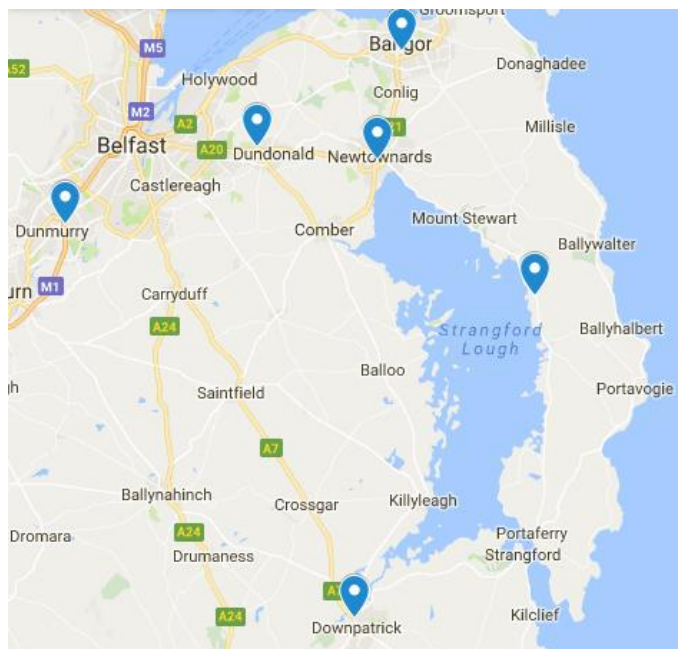 Groomsport
Bangor
M5
A52
Donaghadee
Holywood
Conlig
M2
A2
Millisle
Belfast
A20
Dundonald
Newtownards
Castlereagh
Mount Stewart
Dunmurry
Comber
Ballywalter
M1
Carryduff
A24
Strangford
Lough
Ballyhalbert
Balloo
Saintfield
Portavogie
A7
Ballynahinch
Crossgar
Killyleagh
Dromara
A24
Drumaness
Portaferry
Strangford
A24
Kilclief
Downpatrick